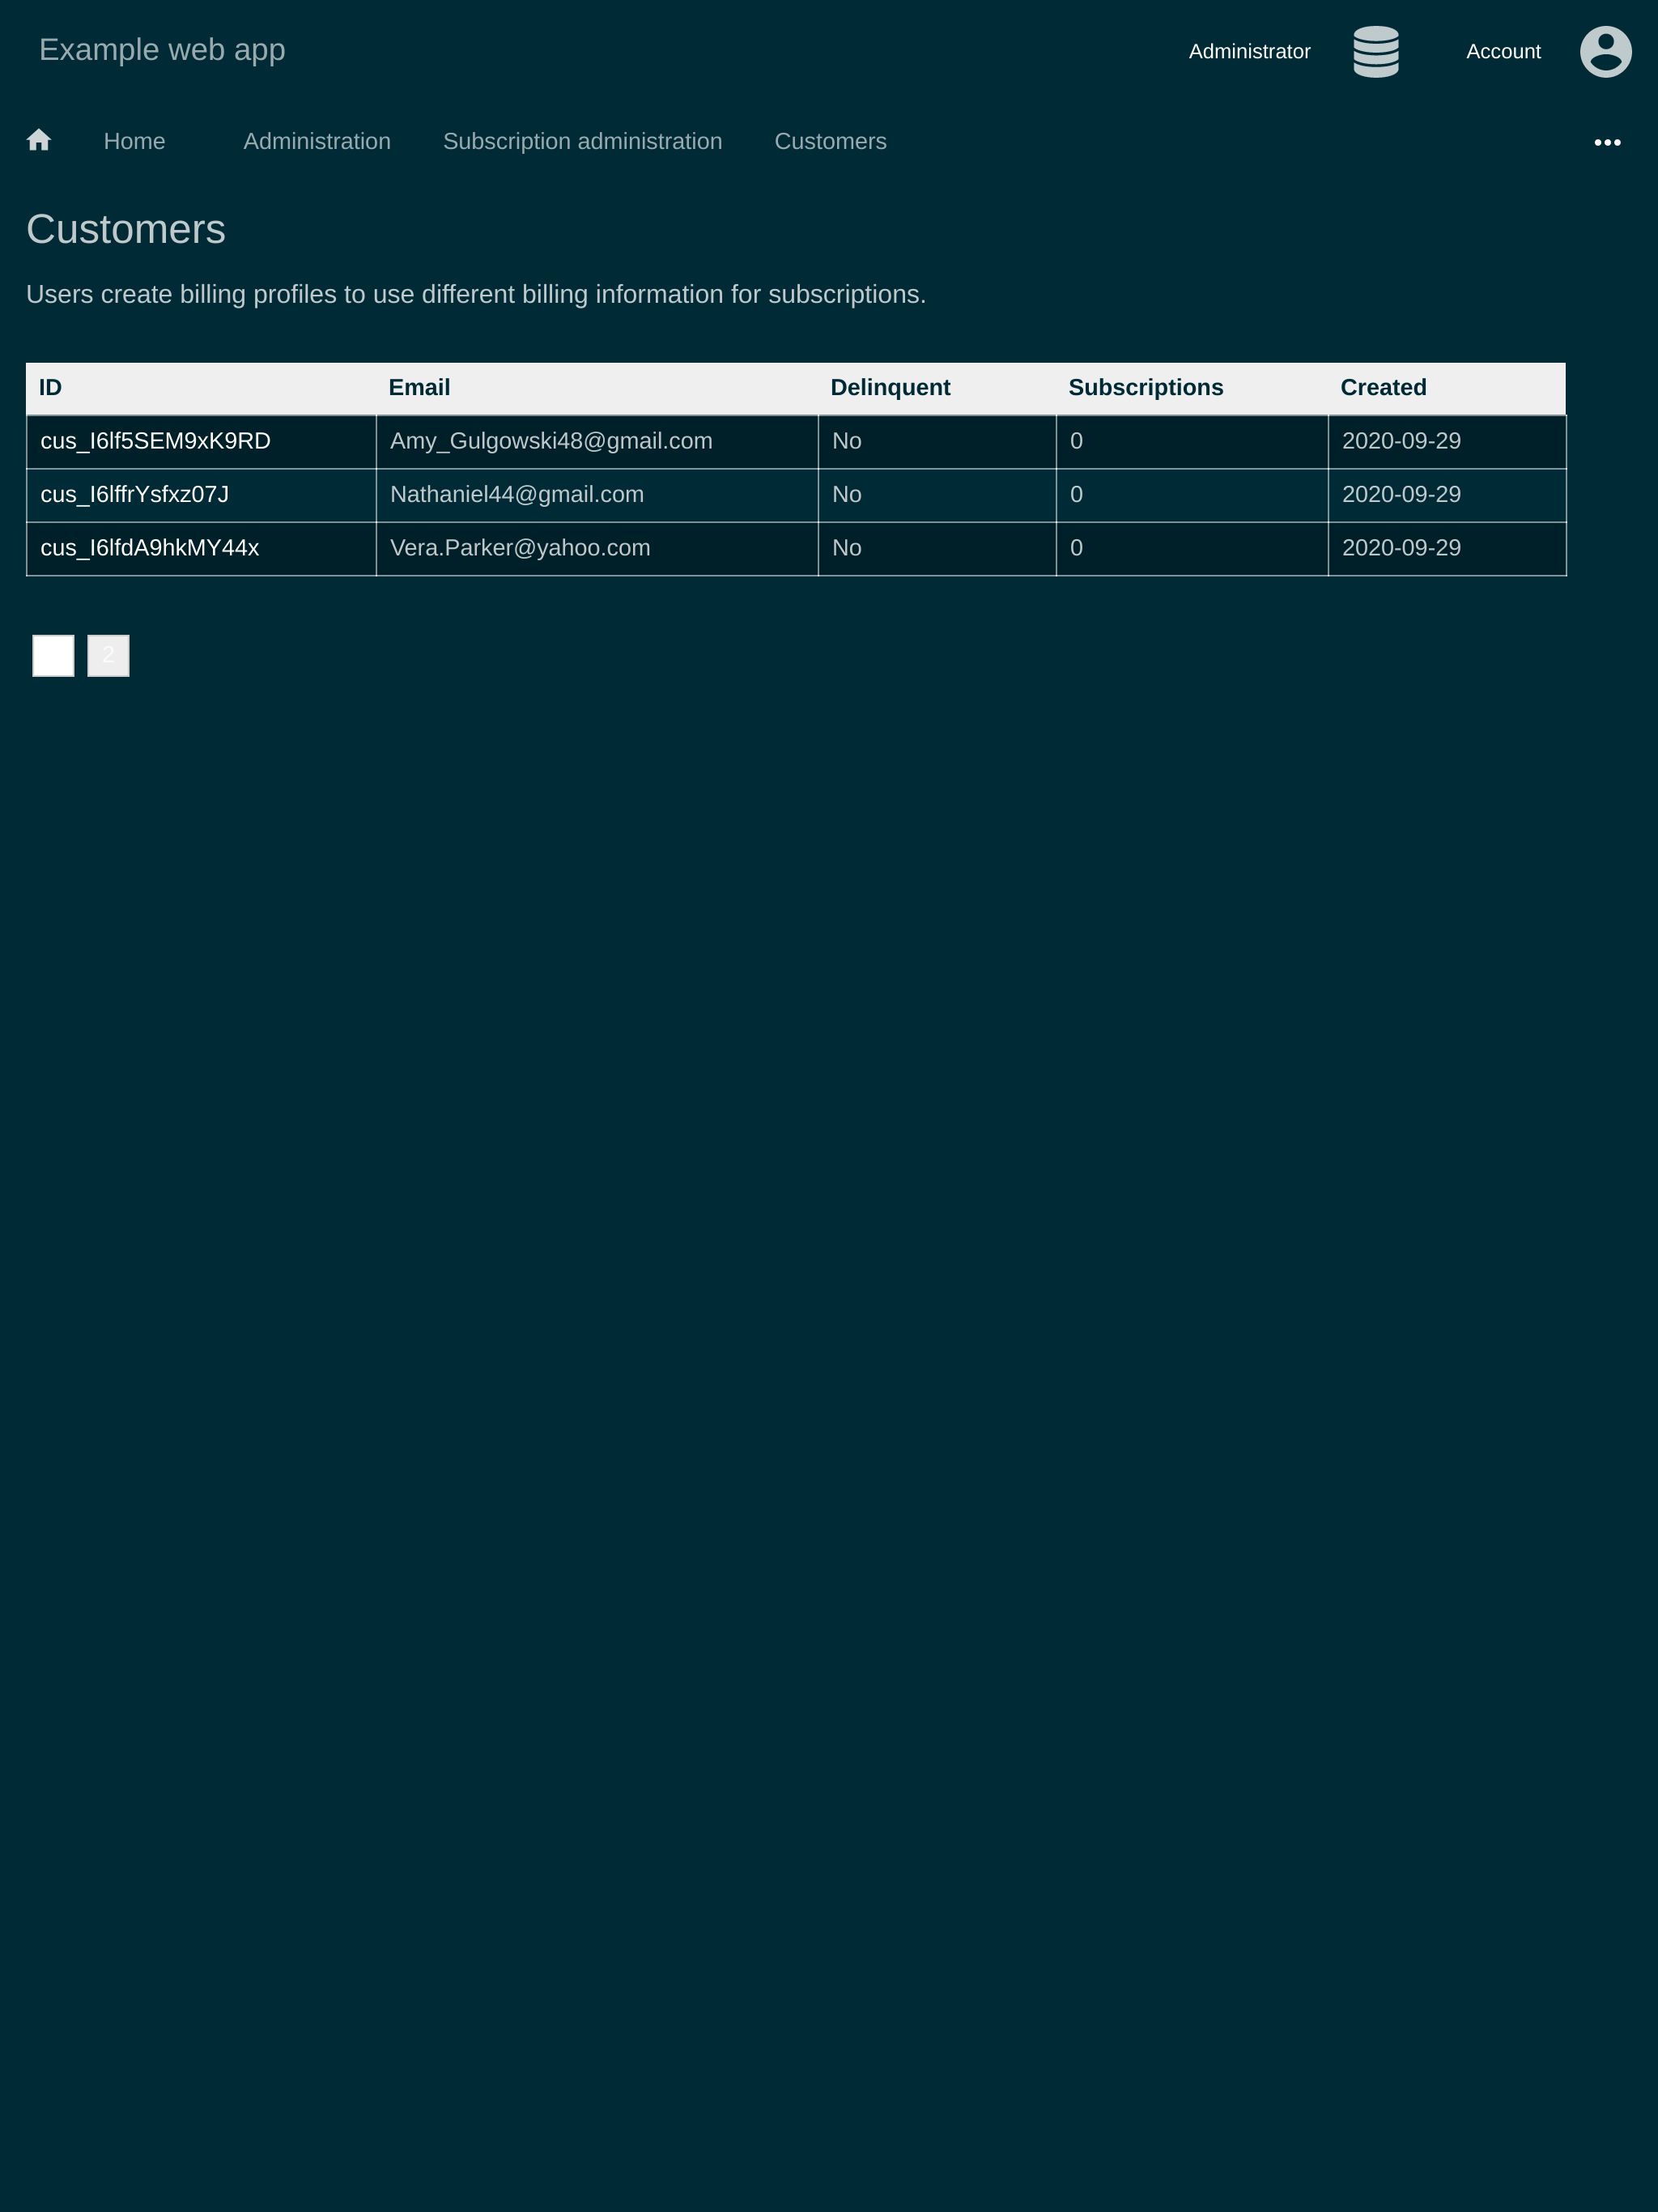 Example web app
Administrator Account
Home Administration Subscription administration Customers
Customers
Users create billing profiles to use different billing information for subscriptions.
ID Email Delinquent Subscriptions Created
cus_I6lf5SEM9xK9RD Amy_Gulgowski48@gmail.com No 0 2020-09-29
cus_I6lffrYsfxz07J Nathaniel44@gmail.com No 0 2020-09-29
cus_I6lfdA9hkMY44x Vera.Parker@yahoo.com No 0 2020-09-29
2